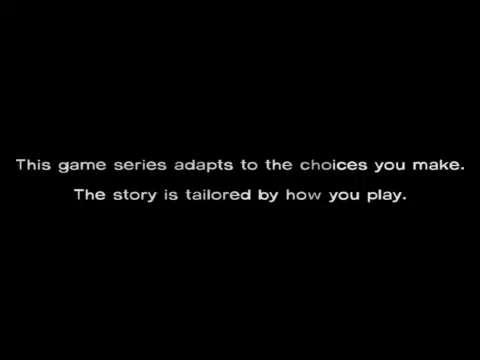 This game series adapts to the choices you make.
The story is tailored by how you play.